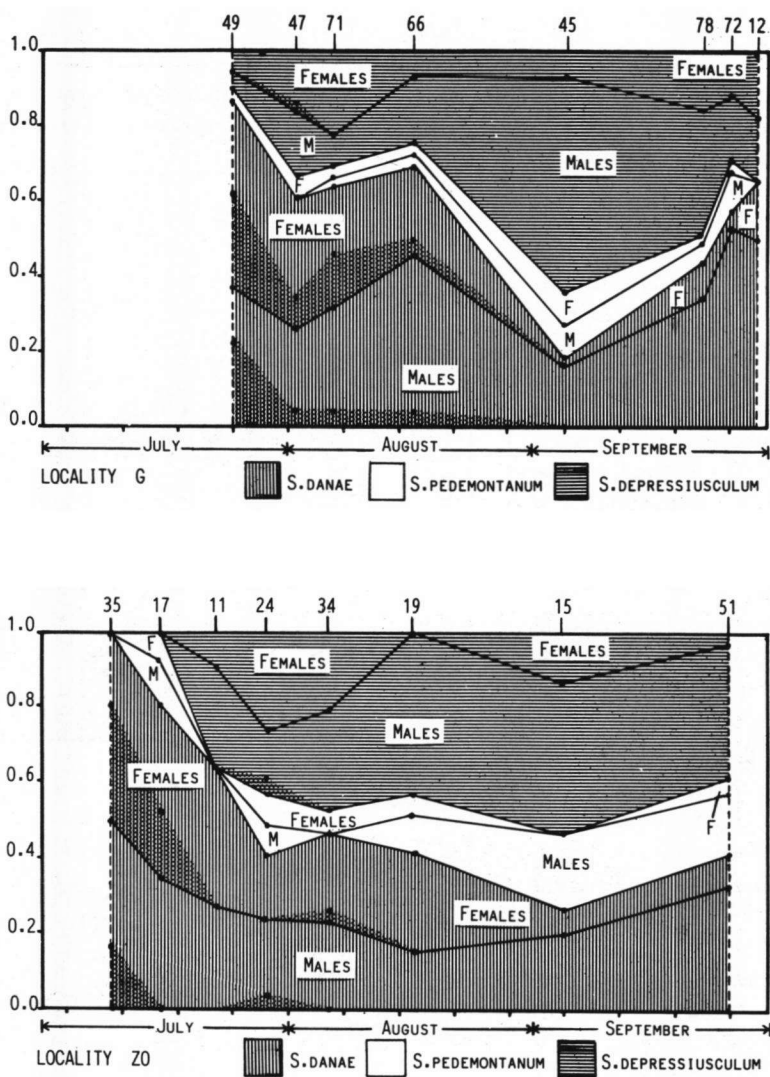 49 47 71 66 45 78 72 12
1.0
FEMALES
FEMALES
0.8
M
MALES
0.6
F
M
FEMALES
F
0.4
F
F
M
0.2
MALES
0.0
JULY AUGUST SEPTEMBER
LOCALITY G S.DANAE S.PEDEMONTANUM S.DEPRESSIUSCULUM
35 17 11 24 34 19 15 51
1.0
F
FEMALES
FEMALES
M
0.8
MALES
FEMALES
0.6
FEMALES
F
M
0.4
MALES
FEMALES
0.2
MALES
0.0
JULY AUGUST SEPTEMBER
LOCALITY ZO S.DANAE S.PEDEMONTANUM S.DEPRESSIUSCULUM